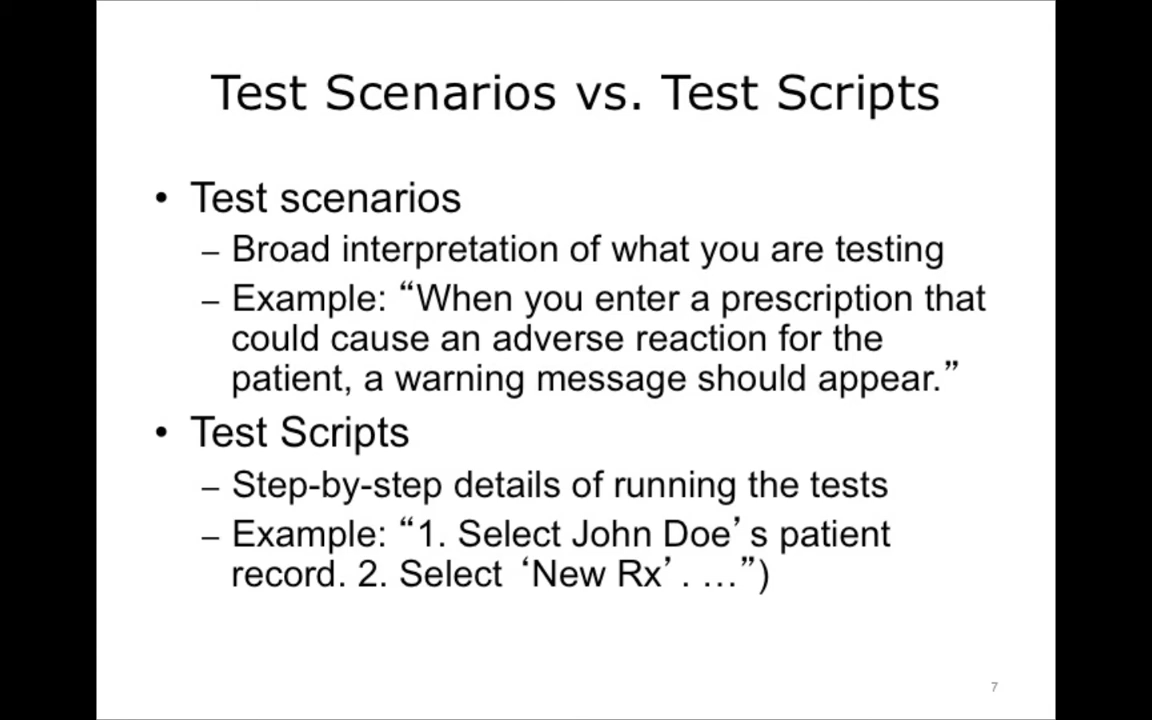 Test Scenarios vs. Test Scripts
• Test scenarios
– Broad interpretation of what you are testing
– Example: “When you enter a prescription that
could cause an adverse reaction for the
patient, a warning message should appear.”
• Test Scripts
– Step-by-step details of running the tests
– Example: “1. Select John Doe’s patient
record. 2. Select ‘New Rx’. …”)
7